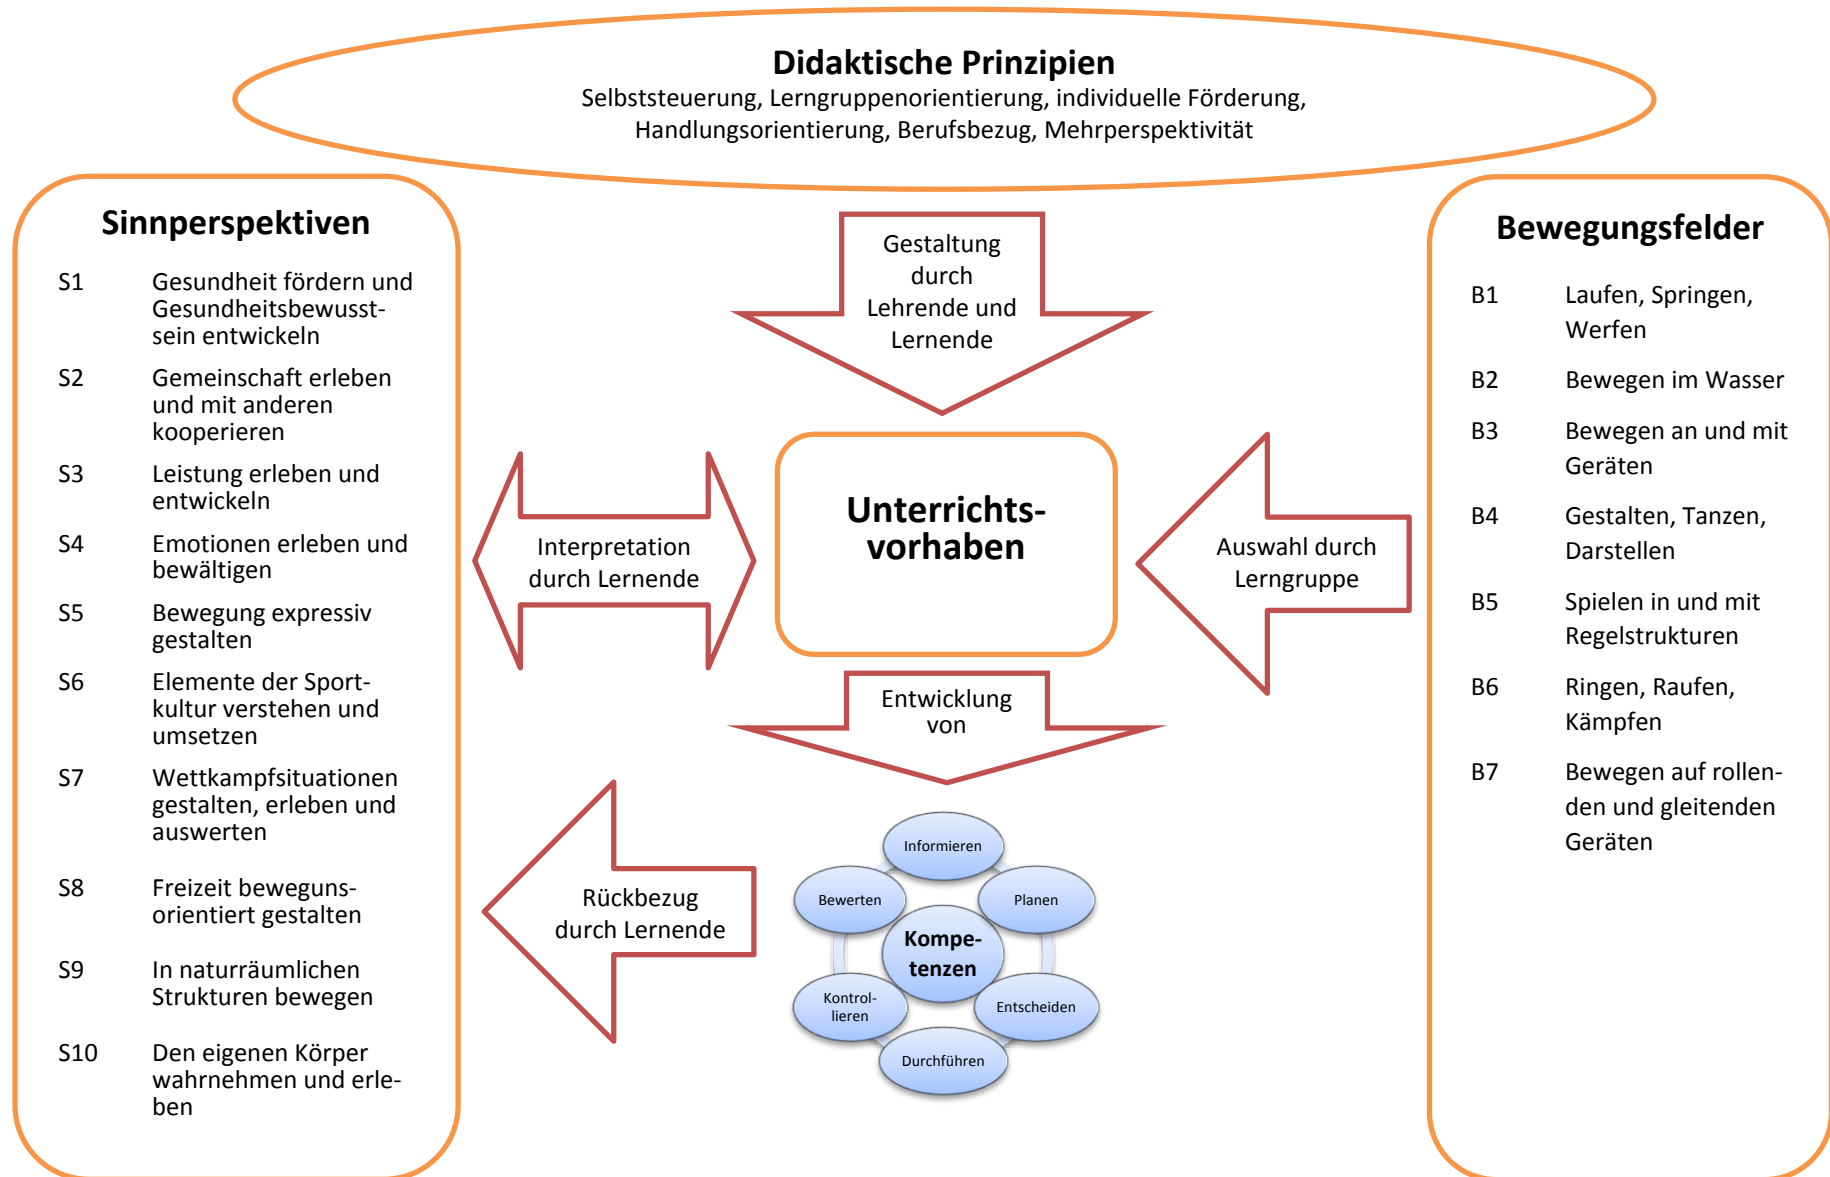 Didaktische Prinzipien
Selbststeuerung, Lerngruppenorientierung, individuelle Förderung,
Handlungsorientierung, Berufsbezug, Mehrperspektivität
Sinnperspektiven
S1 Gesundheit fördern und
Gesundheitsbewusst-
sein entwickeln
S2 Gemeinschaft erleben
und mit anderen
kooperieren
S3 Leistung erleben und
entwickeln
S4 Emotionen erleben und
bewältigen
S5 Bewegung expressiv
gestalten
S6 Elemente der Sport-
kultur verstehen und
umsetzen
S7 Wettkampfsituationen
gestalten, erleben und
auswerten
S8 Freizeit beweguns-
orientiert gestalten
S9 In naturräumlichen
Strukturen bewegen
S10 Den eigenen Körper
wahrnehmen und erle-
ben
Gestaltung
durch
Lehrende und
Lernende
Interpretation
durch Lernende
Unterrichts-
vorhaben
Auswahl durch
Lerngruppe
Entwicklung
von
Rückbezug
durch Lernende
Informieren
Bewerten
Planen
Kompe-
tenzen
Kontrol-
lieren
Entscheiden
Durchführen
Bewegungsfelder
B1 Laufen, Springen,
Werfen
B2 Bewegen im Wasser
B3 Bewegen an und mit
Geräten
B4 Gestalten, Tanzen,
Darstellen
B5 Spielen in und mit
Regelstrukturen
B6 Ringen, Raufen,
Kämpfen
B7 Bewegen auf rollen-
den und gleitenden
Geräten